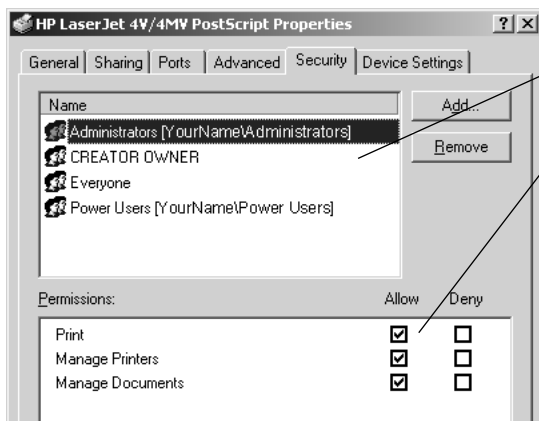 HP LaserJet 4V/4MV PostScript Properties
General Sharing Ports Advanced Security Device Settings
Name
Add...
Administrators [YourName\Administrators]
CREATOR OWNER
Remove
Everyone
Power Users [YourName\Power Users]
Permissions: Allow Deny
Print
Manage Printers
Manage Documents